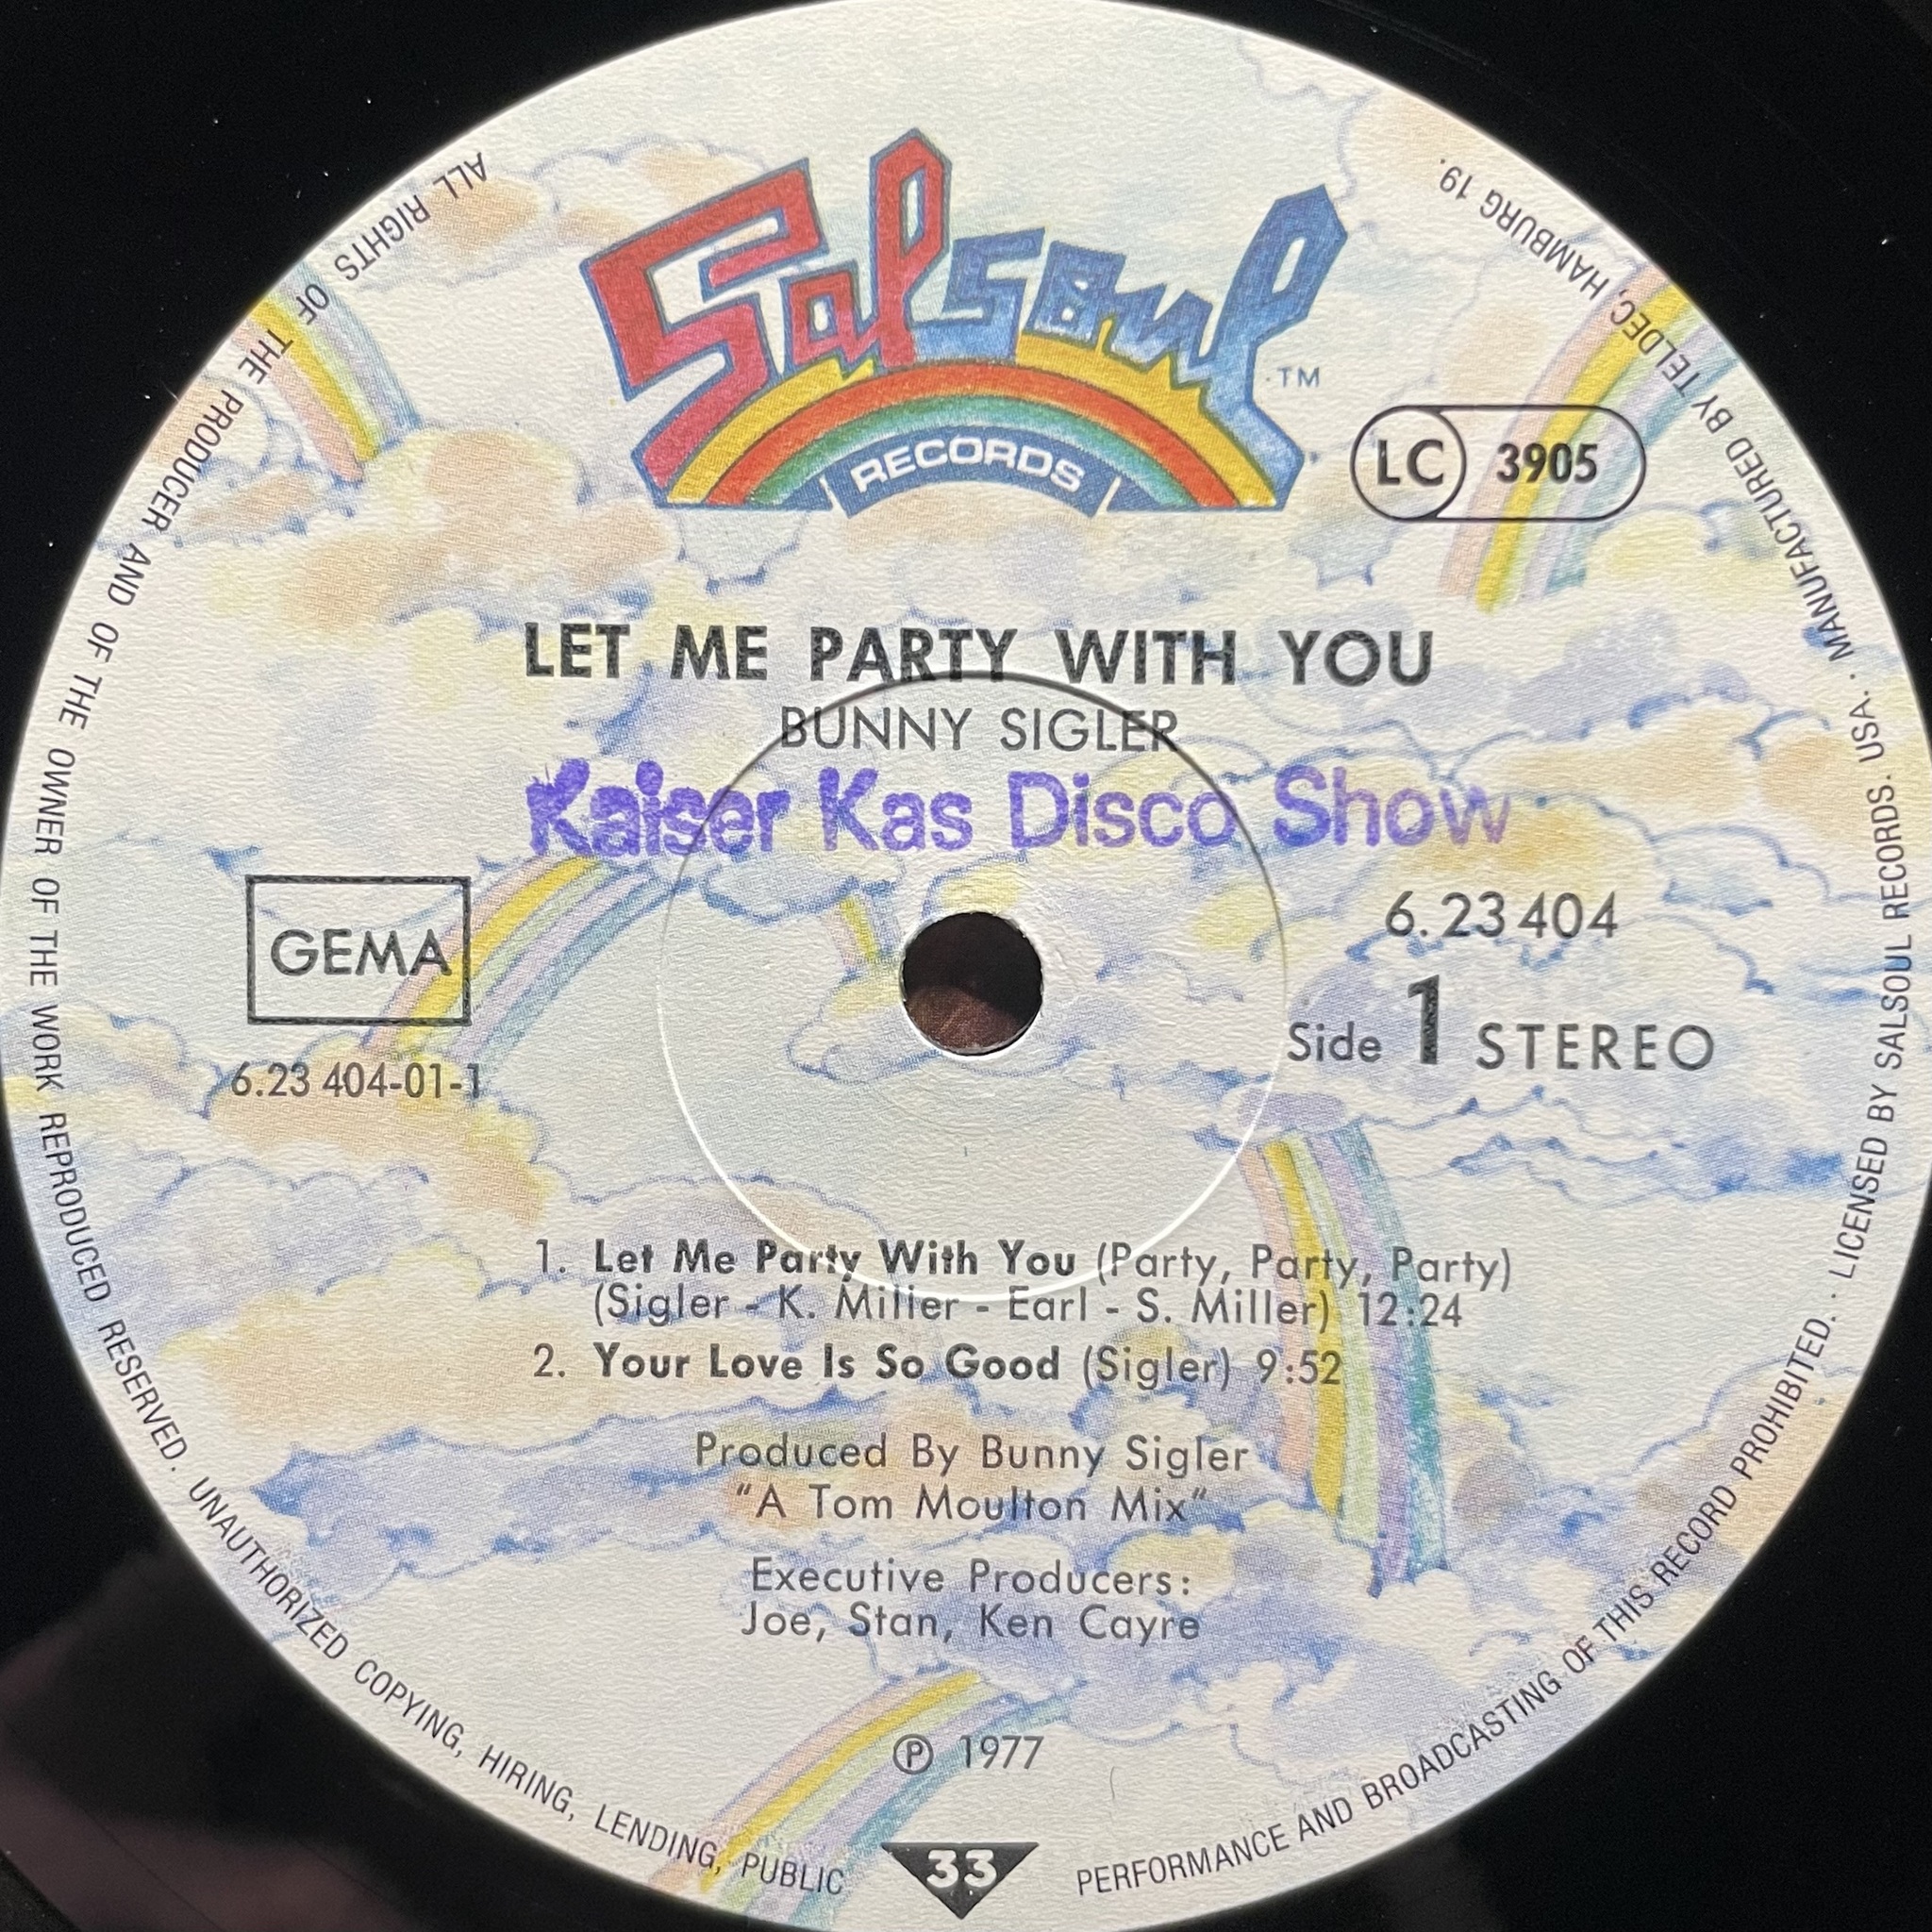 Salsoul
TM
RECORDS
LC 3905
LET ME PARTY WITH YOU
BUNNY SIGLER
Kaiser Kas Disco Show
GEMA
6.23 404
Side 1 STEREO
6.23 404-01-1
1. Let Me Party With You (Party, Party, Party)
(Sigler - K. Miller - Earl - S. Miller) 12:24
2. Your Love Is So Good (Sigler) 9:52
Produced By Bunny Sigler
"A Tom Moulton Mix"
Executive Producers:
Joe, Stan, Ken Cayre
℗ 1977
33
ALL RIGHTS OF THE PRODUCER AND OF THE OWNER OF THE WORK REPRODUCED RESERVED. UNAUTHORIZED COPYING, HIRING, LENDING, PUBLIC PERFORMANCE AND BROADCASTING OF THIS RECORD PROHIBITED. · LICENSED BY SALSOUL RECORDS. USA. · MANUFACTURED BY TELDEC, HAMBURG 19.